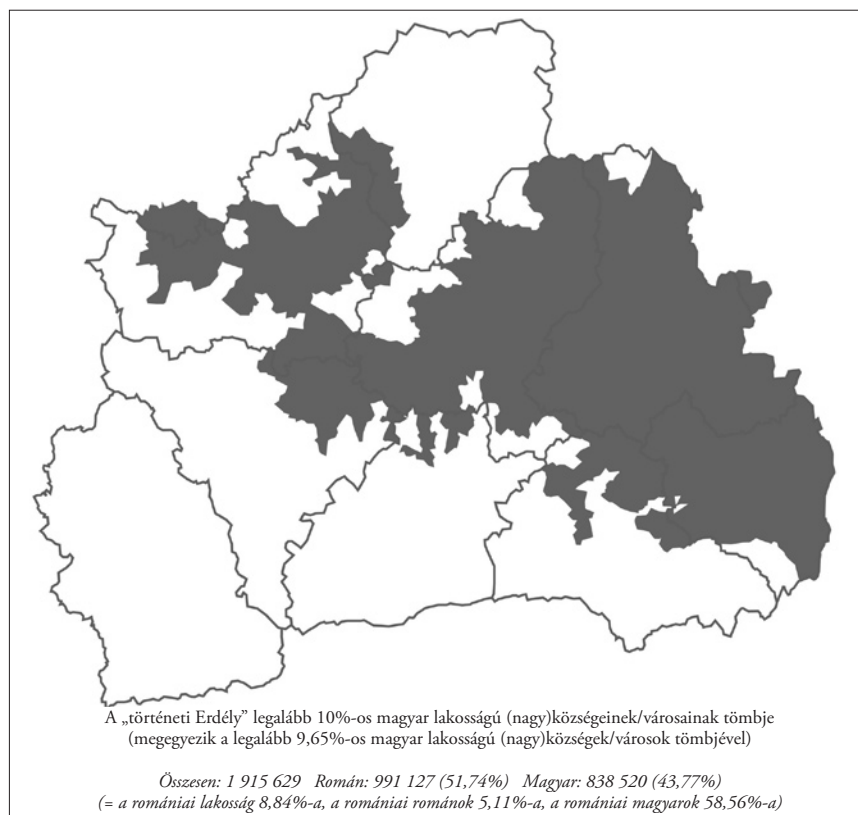 A „történeti Erdély” legalább 10%-os magyar lakosságú (nagy)községeinek/városainak tömbje
(megegyezik a legalább 9,65%-os magyar lakosságú (nagy)községek/városok tömbjével)
Összesen: 1 915 629 Román: 991 127 (51,74%) Magyar: 838 520 (43,77%)
(= a romániai lakosság 8,84%-a, a romániai románok 5,11%-a, a romániai magyarok 58,56%-a)